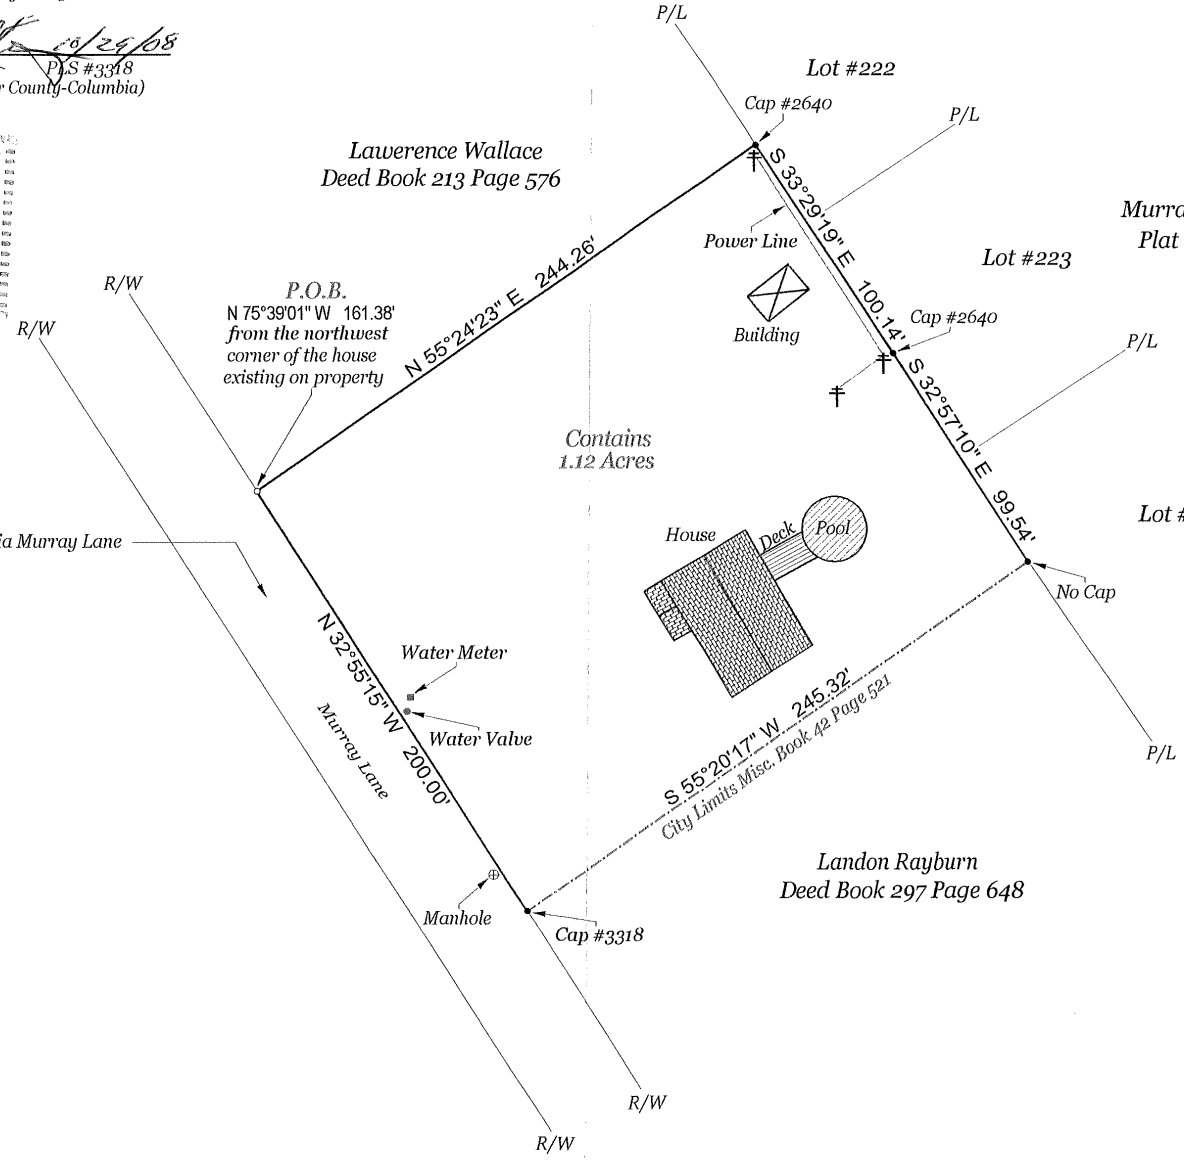 10/29/08
PLS #3318
County-Columbia)
P/L
Lot #222
Cap #2640
P/L
Lawerence Wallace
Deed Book 213 Page 576
S 33°29'19" E 100.14'
Power Line
Murra
Plat
Lot #223
N 55°24'23" E 244.26'
R/W
R/W
P.O.B.
N 75°39'01" W 161.38'
from the northwest
corner of the house
existing on property
Building
Cap #2640
P/L
S 32°57'10" E 99.54'
Contains
1.12 Acres
House
Deck
Pool
Lot #
ia Murray Lane
No Cap
N 32°55'15" W 200.00'
Water Meter
Water Valve
Murray Lane
S 55°20'17" W 245.32'
City Limits Misc. Book 42 Page 521
P/L
Landon Rayburn
Deed Book 297 Page 648
Manhole
Cap #3318
R/W
R/W